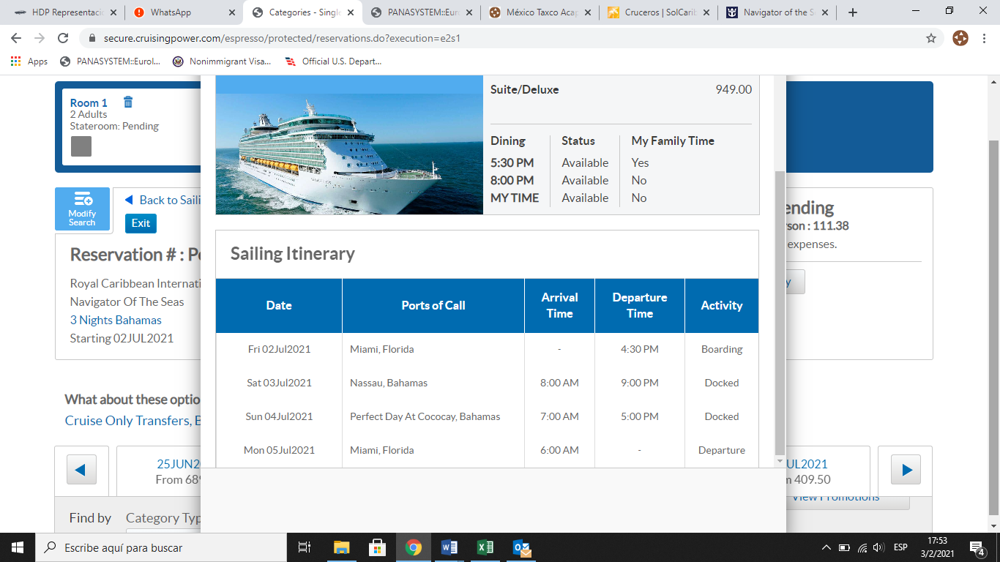 HDP Representaci
WhatsApp
Categories - Single
PANASYSTEM::Eur
México Taxco Aca
Cruceros | SolCarib
Navigator of the S
secure.cruisingpower.com/espresso/protected/reservations.do?execution=e2s1
Apps
PANASYSTEM::Eurol...
Nonimmigrant Visa...
Official U.S. Depart...
Room 1
2 Adults
Stateroom: Pending
Suite/Deluxe 949.00
Dining Status My Family Time
5:30 PM Available Yes
8:00 PM Available No
MY TIME Available No
Modify
Search
Back to Saili
Exit
Reservation # : Pe
Royal Caribbean Internati
Navigator Of The Seas
3 Nights Bahamas
Starting 02JUL2021
ending
son : 111.38
expenses.
y
Sailing Itinerary
Date Ports of Call Arrival Time Departure Time Activity
Fri 02Jul2021 Miami, Florida - 4:30 PM Boarding
Sat 03Jul2021 Nassau, Bahamas 8:00 AM 9:00 PM Docked
Sun 04Jul2021 Perfect Day At Cococay, Bahamas 7:00 AM 5:00 PM Docked
Mon 05Jul2021 Miami, Florida 6:00 AM - Departure
What about these optio
Cruise Only Transfers, B
25JUN2
From 689
UL2021
m 409.50
View Promotions
Find by Category Typ
Escribe aquí para buscar
ESP
17:53
3/2/2021
4